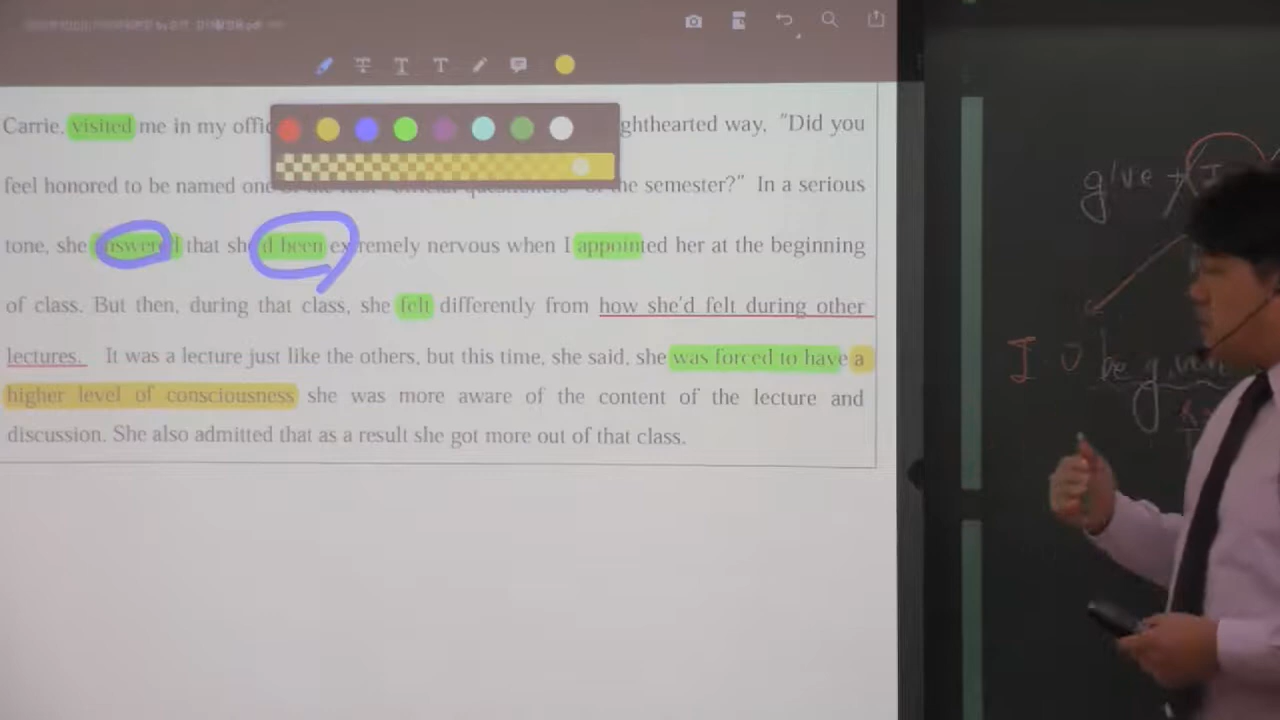 Carrie, visited me in my offic ghthearted way, “Did you
feel honored to be named one of the first “official questioners” of the semester?” In a serious
tone, she answered that she'd been extremely nervous when I appointed her at the beginning
of class. But then, during that class, she felt differently from how she'd felt during other
lectures. It was a lecture just like the others, but this time, she said, she was forced to have a
higher level of consciousness she was more aware of the content of the lecture and
discussion. She also admitted that as a result she got more out of that class.
give + I
I be given